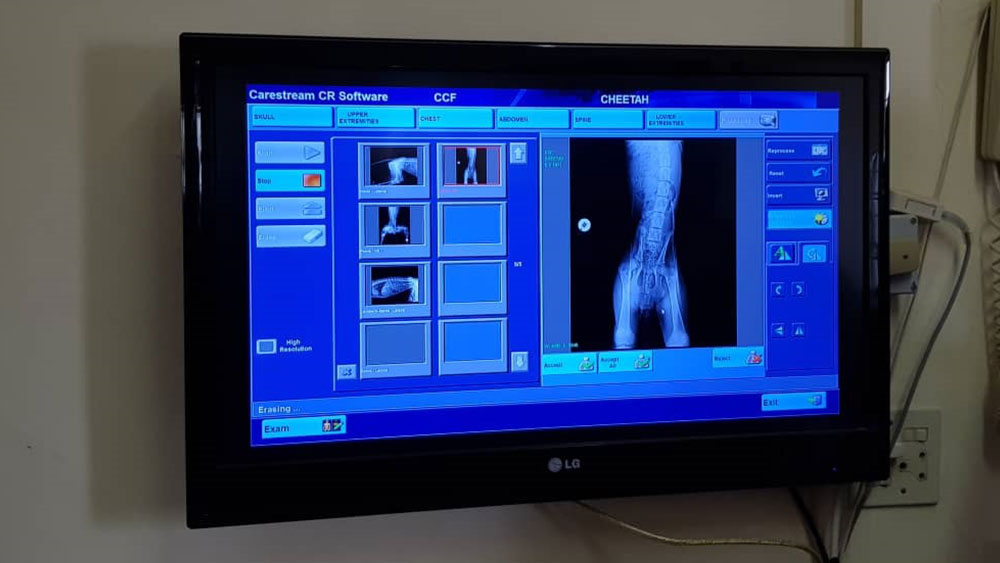 Carestream CR Software CCF CHEETAH
SKULL
UPPER
EXTREMITIES
CHEST
ABDOMEN
SPINE
LOWER
EXTREMITIES
Stop
High
Resolution
Reprocess
Reset
Invert
Accept
Accept
All
Reject
Erasing ...
Exit
Exam
LG